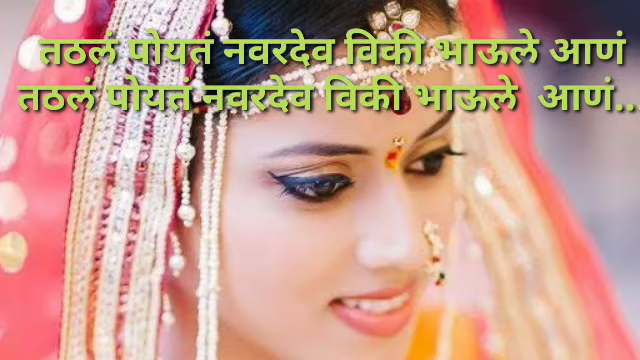 तठलं पोयतं नवरदेव विकी भाऊले आणं
तठलं पोयतं नवरदेव विकी भाऊले आणं..